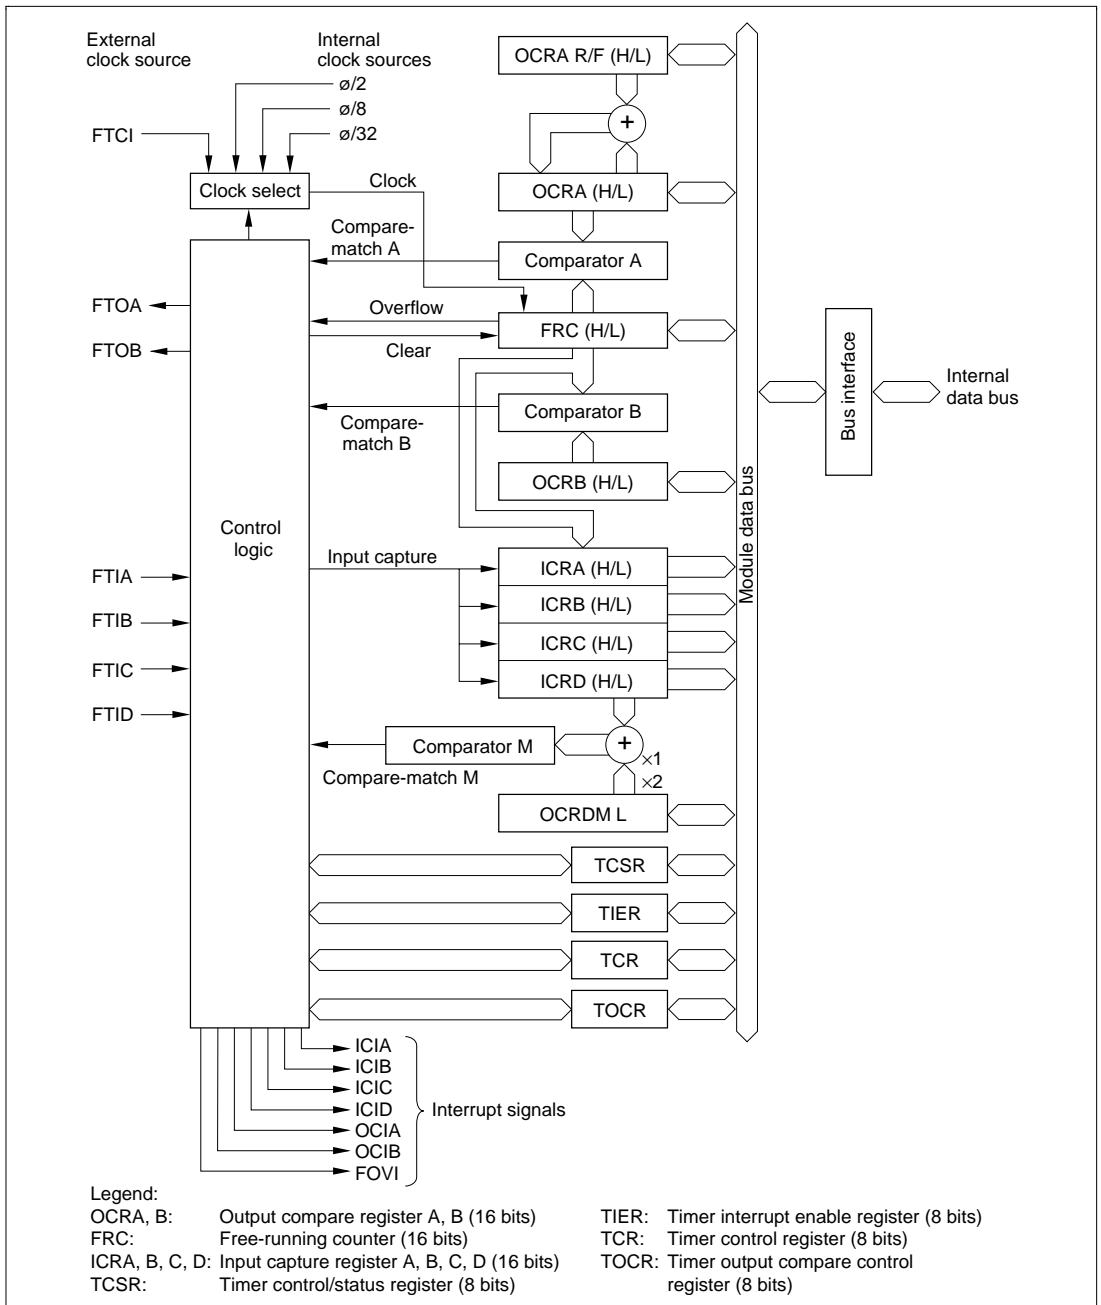 External
clock source
Internal
clock sources
ø/2
ø/8
ø/32
FTCI
Clock select
Clock
OCRA R/F (H/L)
+
OCRA (H/L)
Compare-
match A
Comparator A
FTOA
Overflow
FRC (H/L)
FTOB
Clear
Bus interface
Internal
data bus
Comparator B
Compare-
match B
OCRB (H/L)
Module data bus
Control
logic
Input capture
ICRA (H/L)
FTIA
ICRB (H/L)
FTIB
ICRC (H/L)
FTIC
ICRD (H/L)
FTID
Comparator M
+
×1
Compare-match M
×2
OCRDM L
TCSR
TIER
TCR
TOCR
ICIA
ICIB
ICIC
ICID
OCIA
OCIB
FOVI
Interrupt signals
Legend:
OCRA, B: Output compare register A, B (16 bits)
FRC: Free-running counter (16 bits)
ICRA, B, C, D: Input capture register A, B, C, D (16 bits)
TCSR: Timer control/status register (8 bits)
TIER: Timer interrupt enable register (8 bits)
TCR: Timer control register (8 bits)
TOCR: Timer output compare control
register (8 bits)